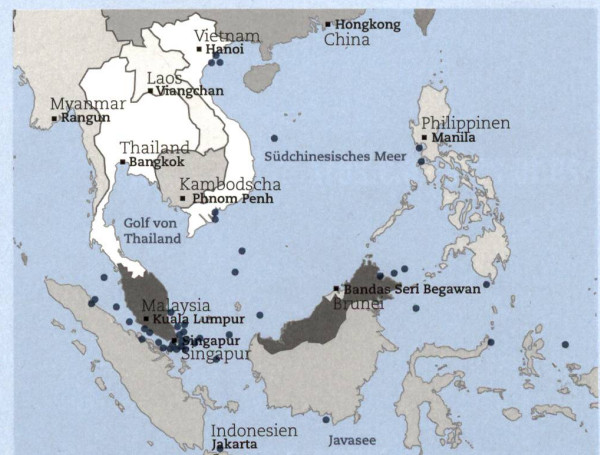 Hongkong
China
Vietnam
Hanoi
Laos
Viangchan
Myanmar
Rangun
Philippinen
Manila
Thailand
Bangkok
Südchinesisches Meer
Kambodscha
Phnom Penh
Golf von
Thailand
Bandas Seri Begawan
Brunei
Malaysia
Kuala Lumpur
Singapur
Singapur
Indonesien
Jakarta
Javasee